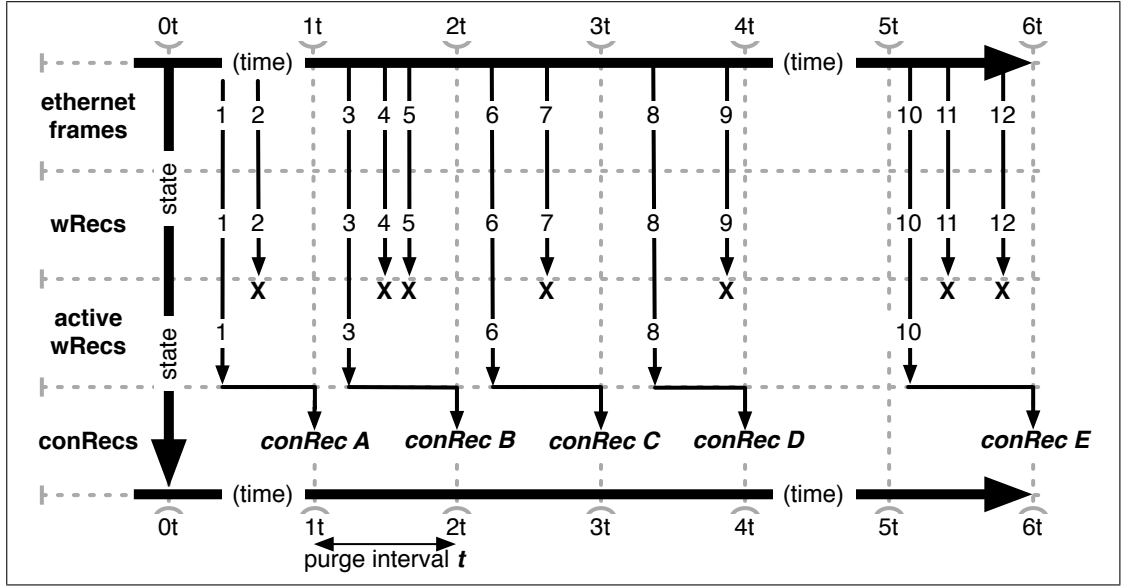 0t 1t 2t 3t 4t 5t 6t
(time) (time)
ethernet
frames
1 2 3 4 5 6 7 8 9 10 11 12
state
wRecs
1 2 3 4 5 6 7 8 9 10 11 12
X X X X X X X
active
wRecs
1 3 6 8 10
state
conRecs
conRec A conRec B conRec C conRec D conRec E
(time) (time)
0t 1t 2t 3t 4t 5t 6t
purge interval t